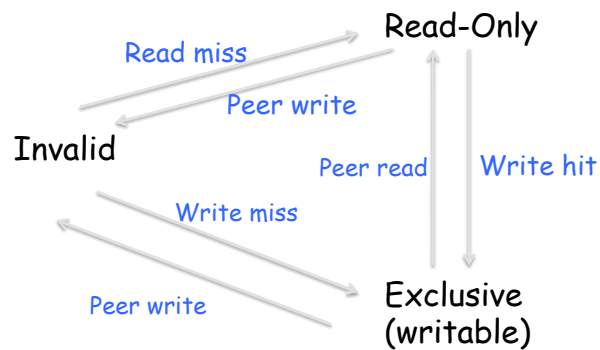 Read-Only
Read miss
Peer write
Invalid
Peer read
Write hit
Write miss
Peer write
Exclusive
(writable)